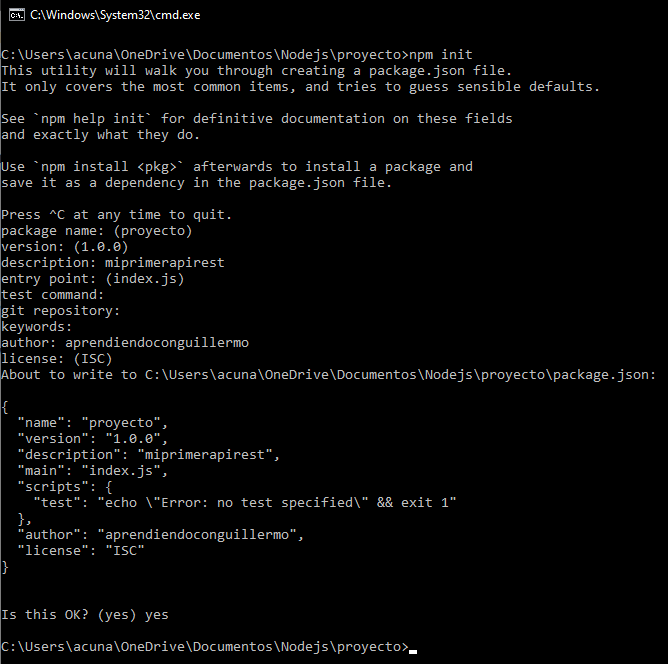 C:\Windows\System32\cmd.exe
C:\Users\acuna\OneDrive\Documentos\Nodejs\proyecto>npm init
This utility will walk you through creating a package.json file.
It only covers the most common items, and tries to guess sensible defaults.
See `npm help init` for definitive documentation on these fields
and exactly what they do.
Use `npm install <pkg>` afterwards to install a package and
save it as a dependency in the package.json file.
Press ^C at any time to quit.
package name: (proyecto)
version: (1.0.0)
description: miprimerapirest
entry point: (index.js)
test command:
git repository:
keywords:
author: aprendiendoconguillermo
license: (ISC)
About to write to C:\Users\acuna\OneDrive\Documentos\Nodejs\proyecto\package.json:
{
  "name": "proyecto",
  "version": "1.0.0",
  "description": "miprimerapirest",
  "main": "index.js",
  "scripts": {
    "test": "echo \"Error: no test specified\" && exit 1"
  },
  "author": "aprendiendoconguillermo",
  "license": "ISC"
}
Is this OK? (yes) yes
C:\Users\acuna\OneDrive\Documentos\Nodejs\proyecto>